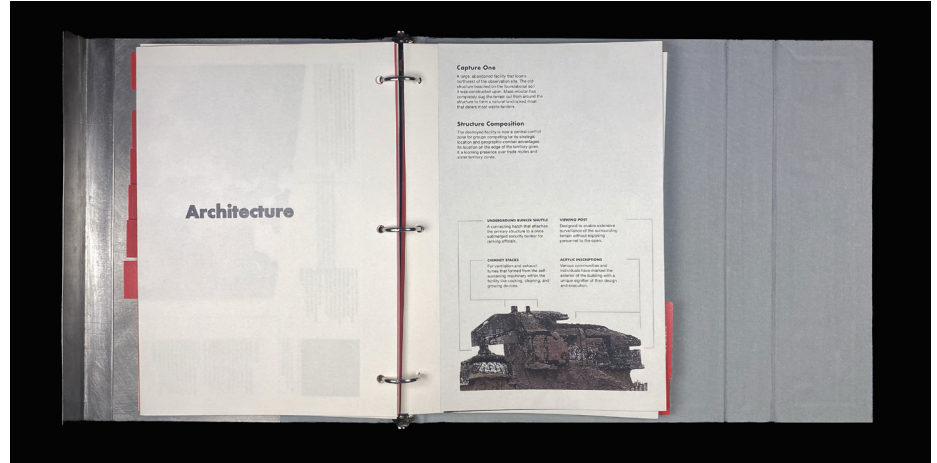 Architecture
Capture One
A large, abandoned facility that looms
northwest of the observation site. The old
structure beached on the foundational soil
it was constructed upon. Mass erosion has
completely dug the terrain out from around the
structure to form a natural land locked moat
that deters most waste-landers.
Structure Composition
The destroyed facility is now a central conflict
zone for groups competing for its strategic
location and geographic combat advantages.
Its location on the edge of the territory gives
it a looming presence over trade routes and
sister territory zones.
UNDERGROUND BUNKER SHUTTLE
A connecting hatch that attaches
the primary structure to a once
submerged security bunker for
ranking officials.
VIEWING POST
Designed to enable extensive
surveillance of the surrounding
terrain without exposing
personnel to the open.
CHIMNEY STACKS
For ventilation and exhaust
fumes that formed from the self-
sustaining machinery within the
facility like cooking, cleaning, and
growing devices.
ACRYLIC INSCRIPTIONS
Various communities and
individuals have marked the
exterior of the building with a
unique signifier of their design
and execution.